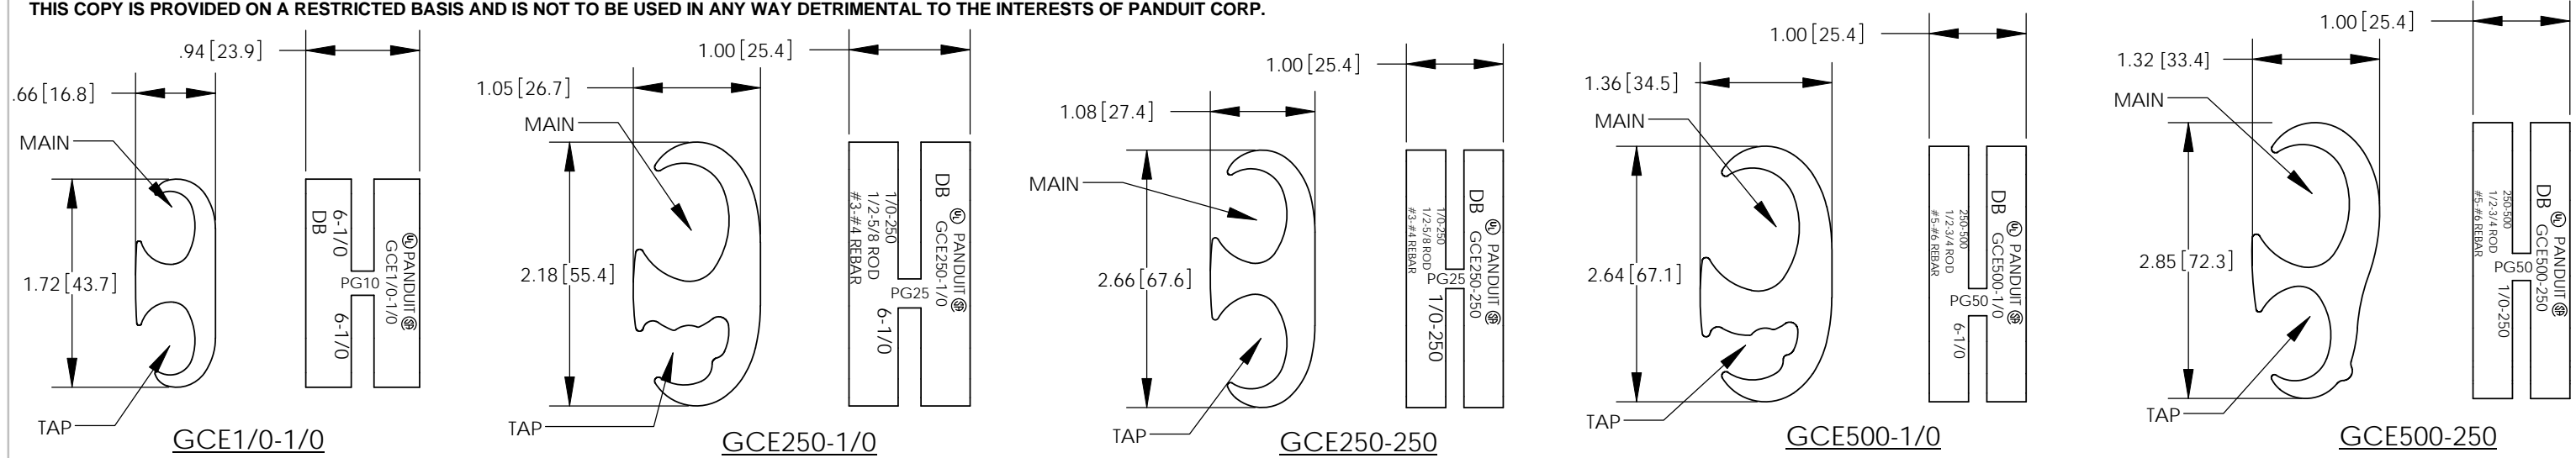 THIS COPY IS PROVIDED ON A RESTRICTED BASIS AND IS NOT TO BE USED IN ANY WAY DETRIMENTAL TO THE INTERESTS OF PANDUIT CORP.
.94[23.9]
.66[16.8]
MAIN
1.72[43.7]
TAP
6-1/0
DB
6-1/0
PG10
UL PANDUIT SA
GCE1/0-1/0
GCE1/0-1/0
1.00[25.4]
1.05[26.7]
MAIN
2.18[55.4]
TAP
1/0-250
1/2-5/8 ROD
#3-#4 REBAR
6-1/0
PG25
DB
UL PANDUIT SA
GCE250-1/0
GCE250-1/0
1.00[25.4]
1.08[27.4]
MAIN
2.66[67.6]
TAP
1/0-250
1/2-5/8 ROD
#3-#4 REBAR
1/0-250
PG25
DB
UL PANDUIT SA
GCE250-250
GCE250-250
1.00[25.4]
1.36[34.5]
MAIN
2.64[67.1]
TAP
250-500
1/2-3/4 ROD
#5-#6 REBAR
6-1/0
PG50
DB
UL PANDUIT SA
GCE500-1/0
GCE500-1/0
1.00[25.4]
1.32[33.4]
MAIN
2.85[72.3]
TAP
250-500
1/2-3/4 ROD
#5-#6 REBAR
1/0-250
PG50
DB
UL PANDUIT SA
GCE500-250
GCE500-250